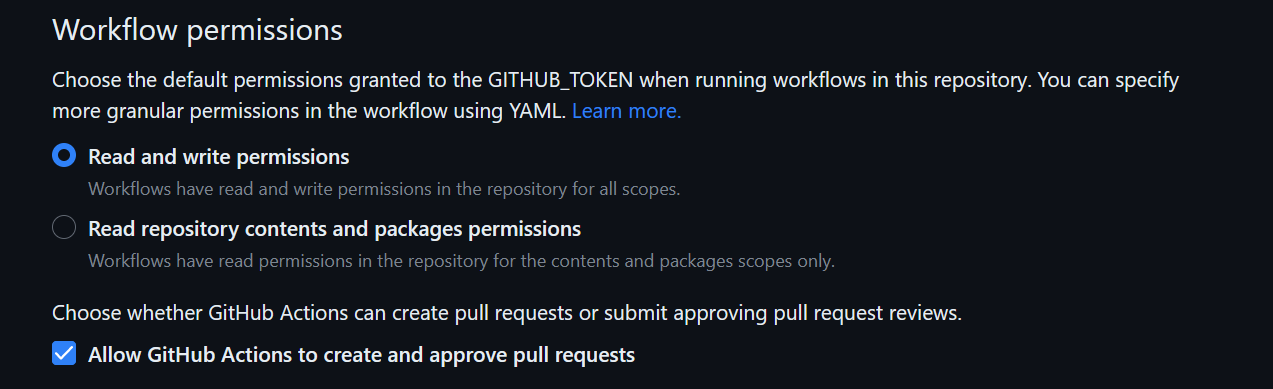 Workflow permissions
Choose the default permissions granted to the GITHUB_TOKEN when running workflows in this repository. You can specify
more granular permissions in the workflow using YAML. Learn more.
Read and write permissions
Workflows have read and write permissions in the repository for all scopes.
Read repository contents and packages permissions
Workflows have read permissions in the repository for the contents and packages scopes only.
Choose whether GitHub Actions can create pull requests or submit approving pull request reviews.
Allow GitHub Actions to create and approve pull requests